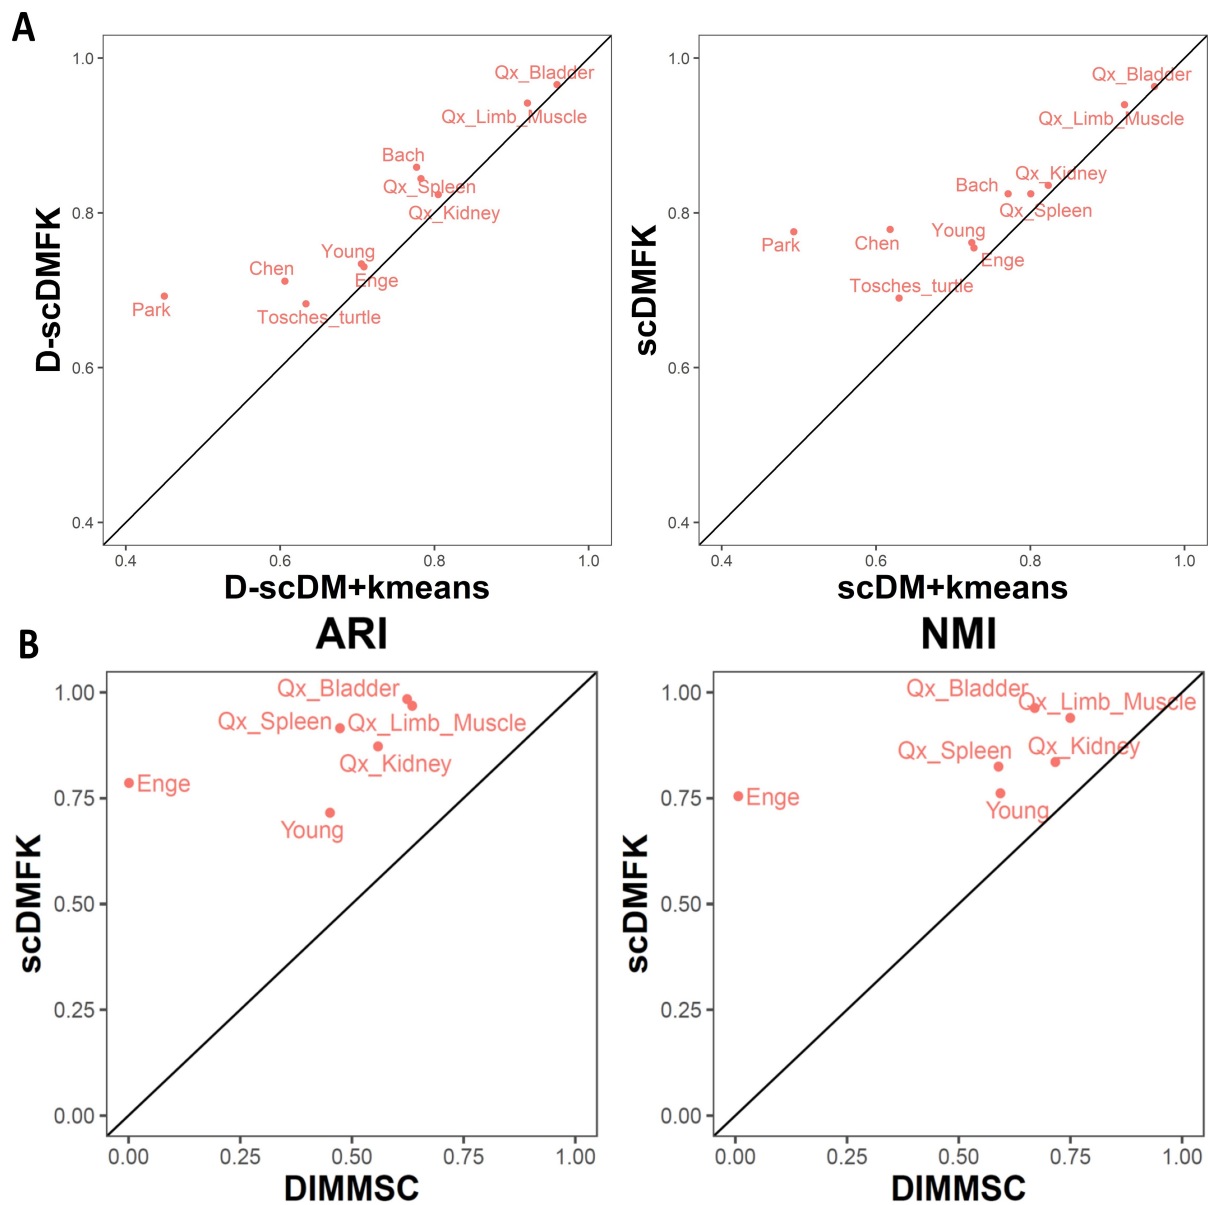 A
D-scDMFK
1.0
0.8
0.6
0.4
Qx_Bladder
Qx_Limb_Muscle
Bach
Qx_Spleen
Qx_Kidney
Young
Enge
Chen
Park
Tosches_turtle
0.4 0.6 0.8 1.0
D-scDM+kmeans
scDMFK
1.0
0.8
0.6
0.4
Qx_Bladder
Qx_Limb_Muscle
Qx_Kidney
Bach
Qx_Spleen
Young
Park
Chen
Enge
Tosches_turtle
0.4 0.6 0.8 1.0
scDM+kmeans
B
ARI
scDMFK
1.00
0.75
0.50
0.25
0.00
Qx_Bladder
Qx_Spleen
Qx_Limb_Muscle
Qx_Kidney
Enge
Young
0.00 0.25 0.50 0.75 1.00
DIMMSC
NMI
scDMFK
1.00
0.75
0.50
0.25
0.00
Qx_Bladder
Qx_Limb_Muscle
Qx_Spleen
Qx_Kidney
Enge
Young
0.00 0.25 0.50 0.75 1.00
DIMMSC